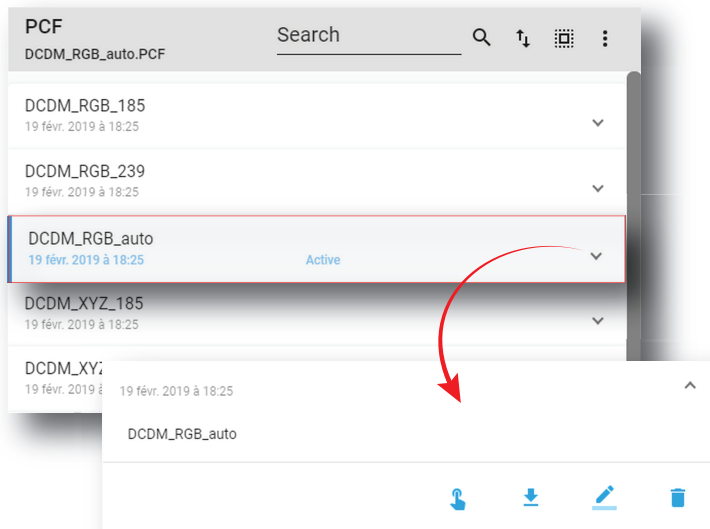 PCF
DCDM_RGB_auto.PCF
Search
DCDM_RGB_185
19 févr. 2019 à 18:25
DCDM_RGB_239
19 févr. 2019 à 18:25
DCDM_RGB_auto
19 févr. 2019 à 18:25 Active
DCDM_XYZ_185
19 févr. 2019 à 18:25
DCDM_XYZ
19 févr. 2019 à
19 févr. 2019 à 18:25
DCDM_RGB_auto